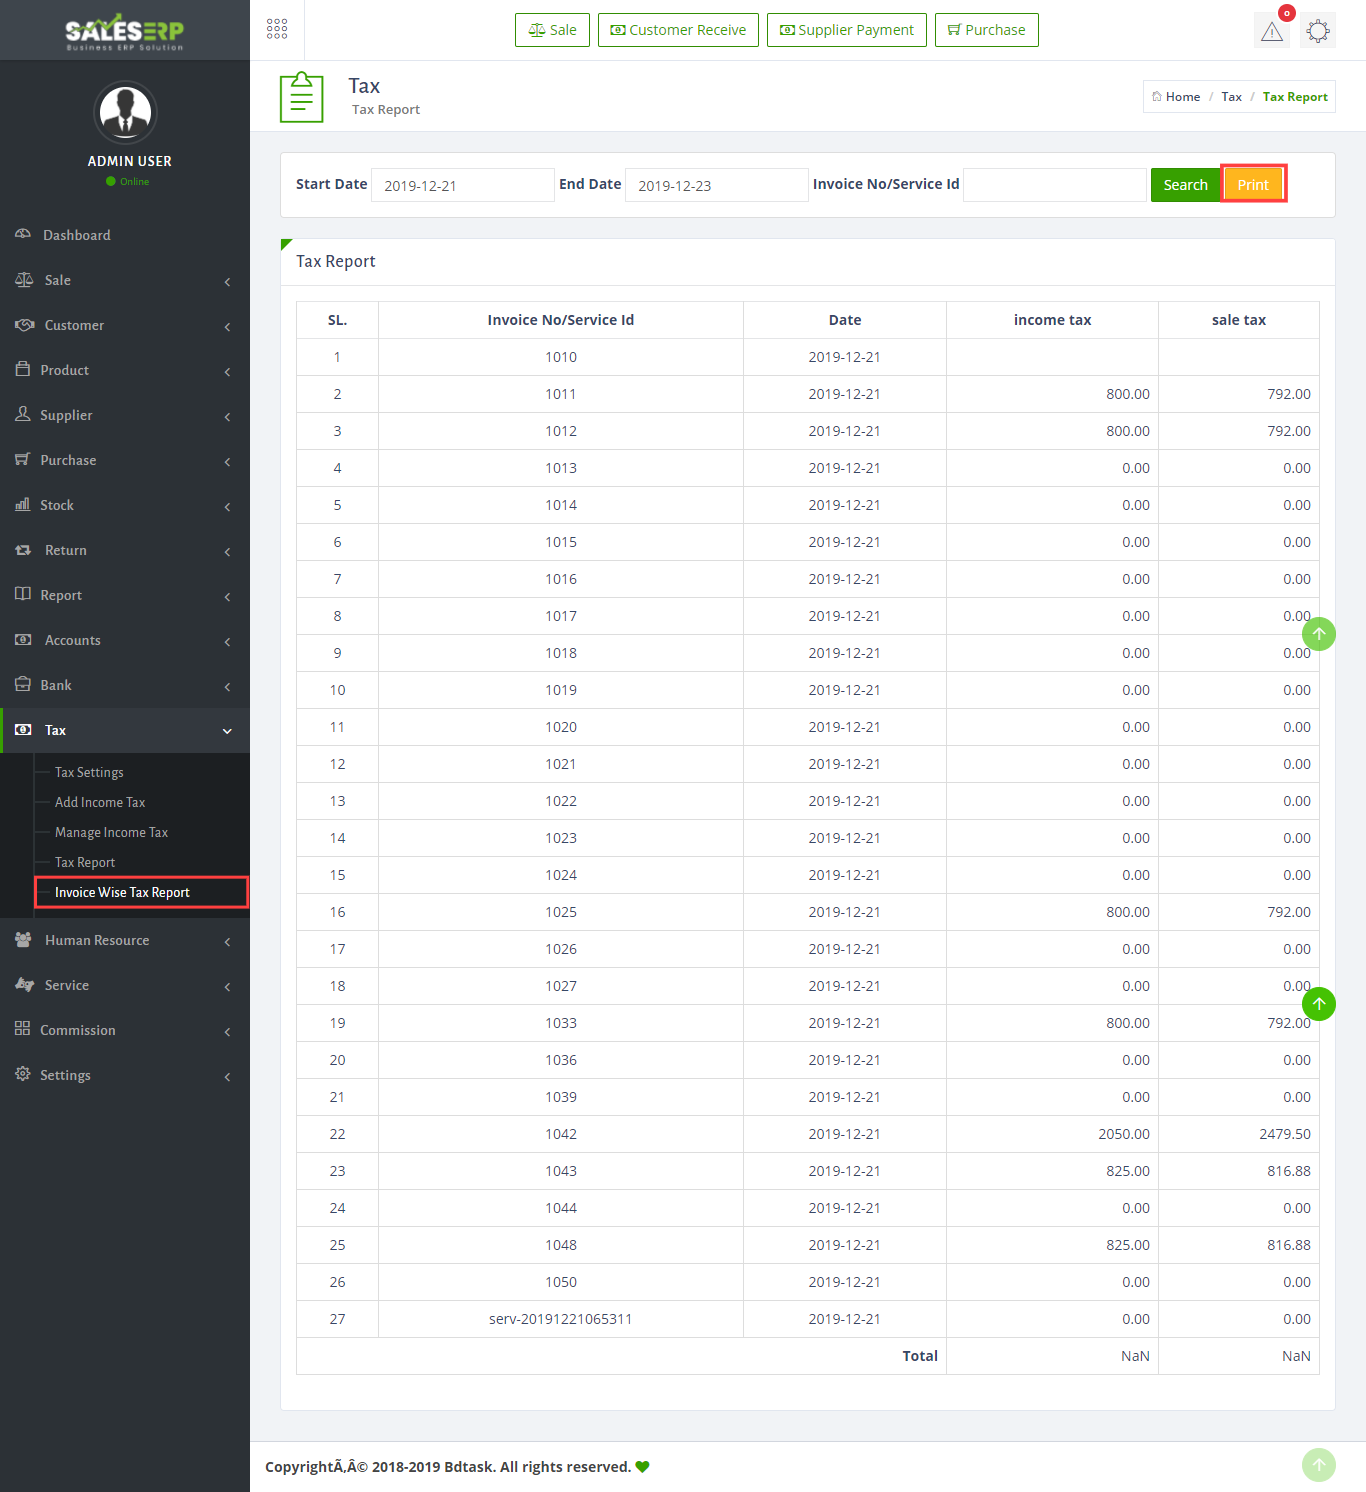 SALESERP
Business ERP Solution
Sale
Customer Receive
Supplier Payment
Purchase
0
Tax
Tax Report
Home / Tax / Tax Report
ADMIN USER
Online
Dashboard
Sale
Customer
Product
Supplier
Purchase
Stock
Return
Report
Accounts
Bank
Tax
Tax Settings
Add Income Tax
Manage Income Tax
Tax Report
Invoice Wise Tax Report
Human Resource
Service
Commission
Settings
Start Date 2019-12-21 End Date 2019-12-23 Invoice No/Service Id Search Print
Tax Report
SL. Invoice No/Service Id Date income tax sale tax
1 1010 2019-12-21
2 1011 2019-12-21 800.00 792.00
3 1012 2019-12-21 800.00 792.00
4 1013 2019-12-21 0.00 0.00
5 1014 2019-12-21 0.00 0.00
6 1015 2019-12-21 0.00 0.00
7 1016 2019-12-21 0.00 0.00
8 1017 2019-12-21 0.00 0.00
9 1018 2019-12-21 0.00 0.00
10 1019 2019-12-21 0.00 0.00
11 1020 2019-12-21 0.00 0.00
12 1021 2019-12-21 0.00 0.00
13 1022 2019-12-21 0.00 0.00
14 1023 2019-12-21 0.00 0.00
15 1024 2019-12-21 0.00 0.00
16 1025 2019-12-21 800.00 792.00
17 1026 2019-12-21 0.00 0.00
18 1027 2019-12-21 0.00 0.00
19 1033 2019-12-21 800.00 792.00
20 1036 2019-12-21 0.00 0.00
21 1039 2019-12-21 0.00 0.00
22 1042 2019-12-21 2050.00 2479.50
23 1043 2019-12-21 825.00 816.88
24 1044 2019-12-21 0.00 0.00
25 1048 2019-12-21 825.00 816.88
26 1050 2019-12-21 0.00 0.00
27 serv-20191221065311 2019-12-21 0.00 0.00
Total NaN NaN
CopyrightÃ‚Â© 2018-2019 Bdtask. All rights reserved.